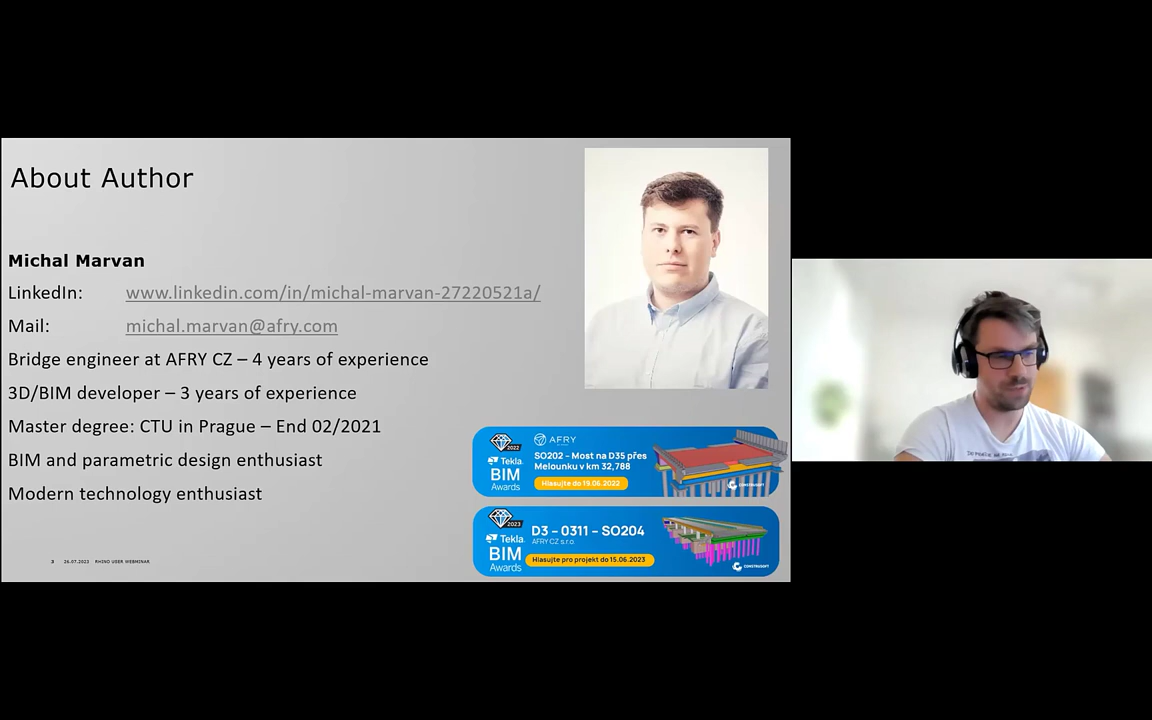 About Author
Michal Marvan
LinkedIn: www.linkedin.com/in/michal-marvan-27220521a/
Mail: michal.marvan@afry.com
Bridge engineer at AFRY CZ – 4 years of experience
3D/BIM developer – 3 years of experience
Master degree: CTU in Prague – End 02/2021
BIM and parametric design enthusiast
Modern technology enthusiast
2022
Tekla
BIM
Awards
AFRY
SO202 – Most na D35 přes
Melounku v km 32,788
Hlasujte do 19.06.2022
CONSTRUSOFT
2023
Tekla
BIM
Awards
D3 – 0311 – SO204
AFRY CZ s.r.o.
Hlasujte pro projekt do 15.06.2023
CONSTRUSOFT
26.07.2023 RHINO USER WEBMINAR